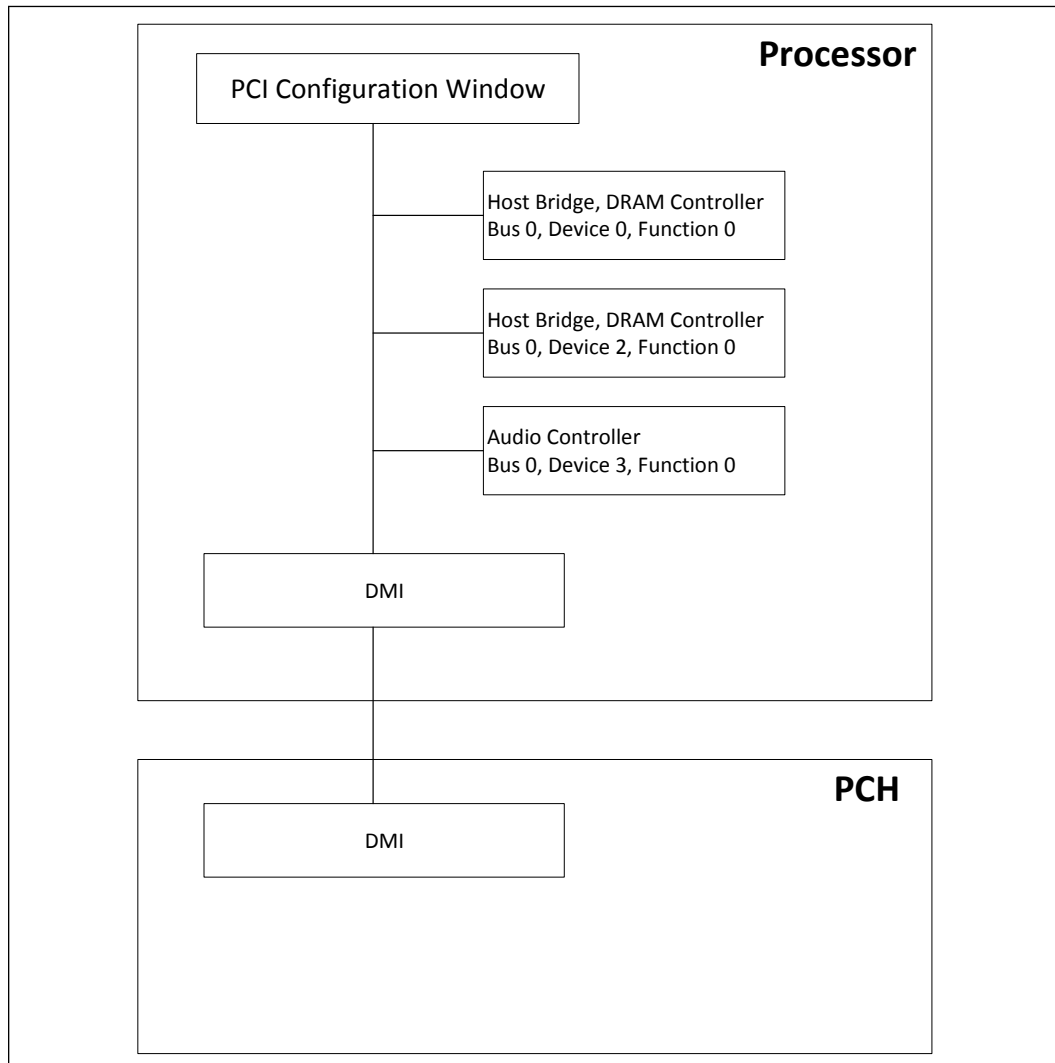 Processor
PCI Configuration Window
Host Bridge, DRAM Controller
Bus 0, Device 0, Function 0
Host Bridge, DRAM Controller
Bus 0, Device 2, Function 0
Audio Controller
Bus 0, Device 3, Function 0
DMI
PCH
DMI